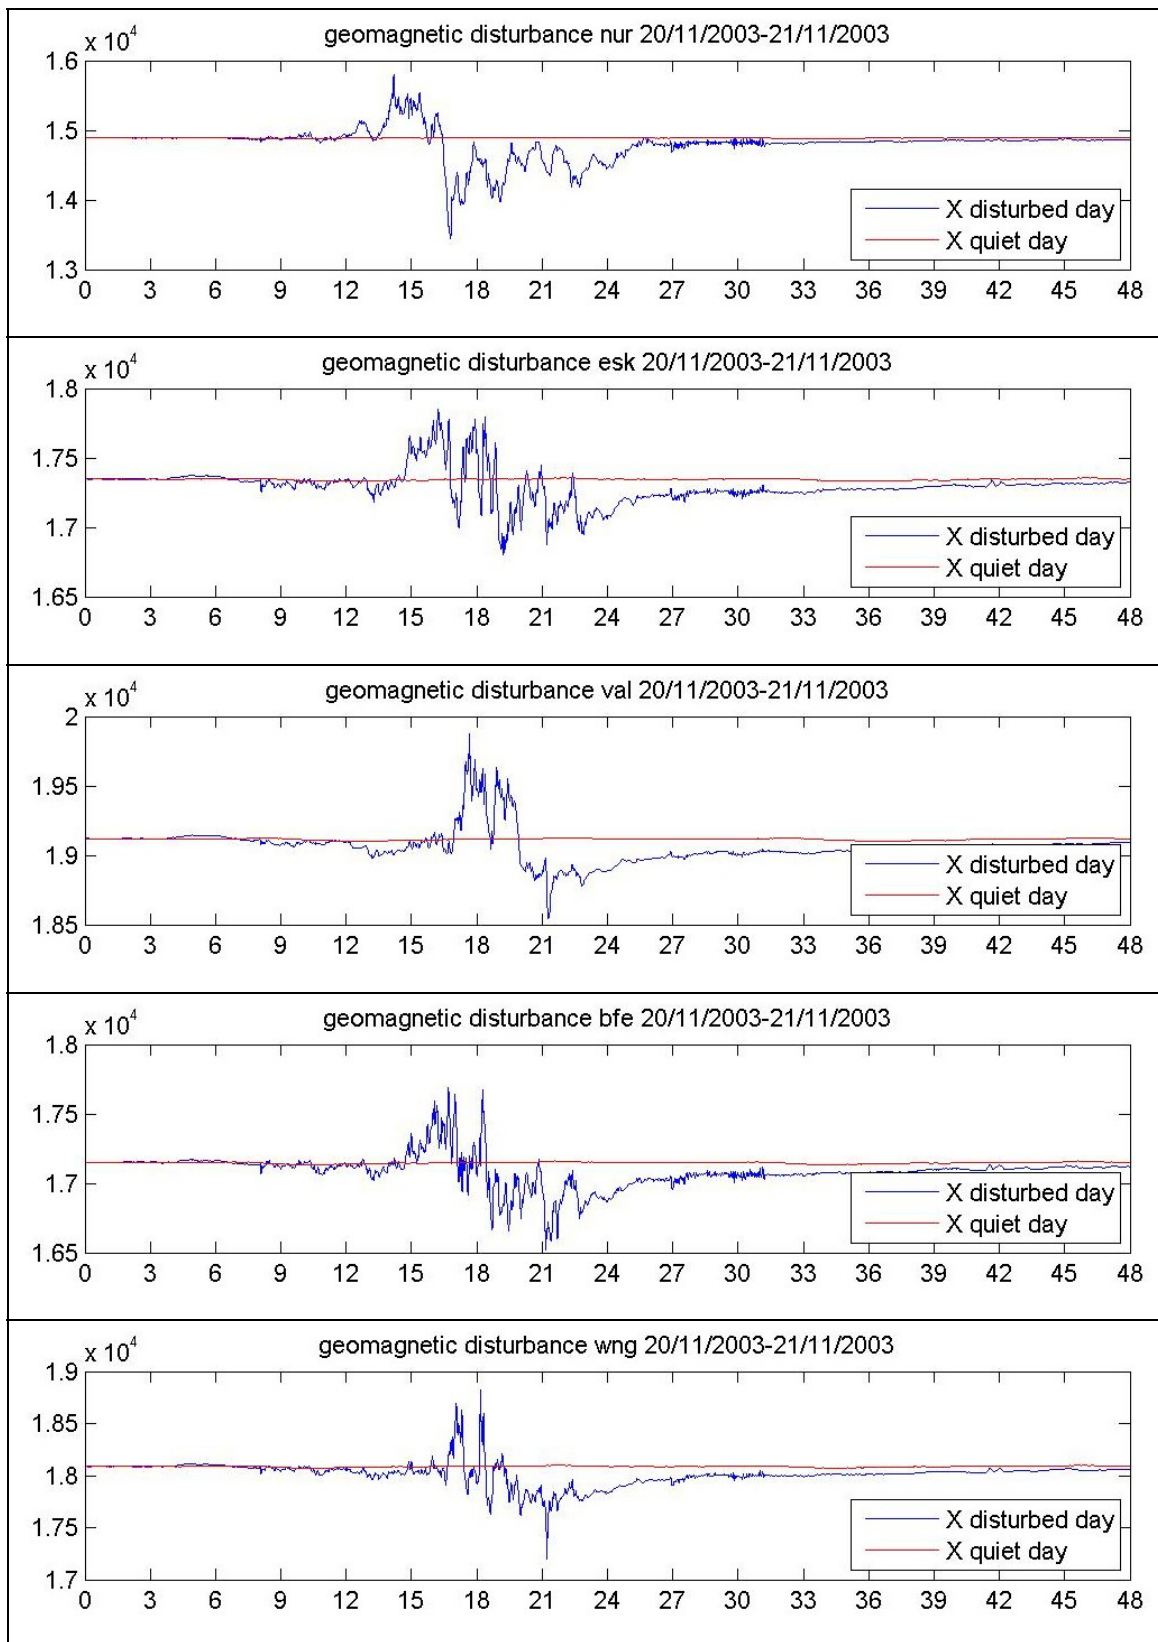 geomagnetic disturbance nur 20/11/2003-21/11/2003
x 10^4
1.6
1.5
1.4
1.3
0 3 6 9 12 15 18 21 24 27 30 33 36 39 42 45 48
X disturbed day
X quiet day
geomagnetic disturbance esk 20/11/2003-21/11/2003
x 10^4
1.8
1.75
1.7
1.65
0 3 6 9 12 15 18 21 24 27 30 33 36 39 42 45 48
X disturbed day
X quiet day
geomagnetic disturbance val 20/11/2003-21/11/2003
x 10^4
2
1.95
1.9
1.85
0 3 6 9 12 15 18 21 24 27 30 33 36 39 42 45 48
X disturbed day
X quiet day
geomagnetic disturbance bfe 20/11/2003-21/11/2003
x 10^4
1.8
1.75
1.7
1.65
0 3 6 9 12 15 18 21 24 27 30 33 36 39 42 45 48
X disturbed day
X quiet day
geomagnetic disturbance wng 20/11/2003-21/11/2003
x 10^4
1.9
1.85
1.8
1.75
1.7
0 3 6 9 12 15 18 21 24 27 30 33 36 39 42 45 48
X disturbed day
X quiet day